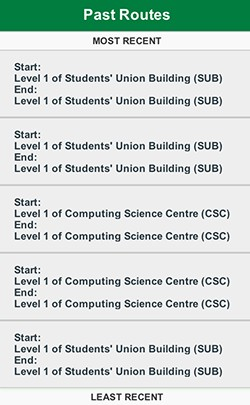 Past Routes
MOST RECENT
Start:
Level 1 of Students' Union Building (SUB)
End:
Level 1 of Students' Union Building (SUB)
Start:
Level 1 of Students' Union Building (SUB)
End:
Level 1 of Students' Union Building (SUB)
Start:
Level 1 of Computing Science Centre (CSC)
End:
Level 1 of Computing Science Centre (CSC)
Start:
Level 1 of Computing Science Centre (CSC)
End:
Level 1 of Computing Science Centre (CSC)
Start:
Level 1 of Students' Union Building (SUB)
End:
Level 1 of Students' Union Building (SUB)
LEAST RECENT